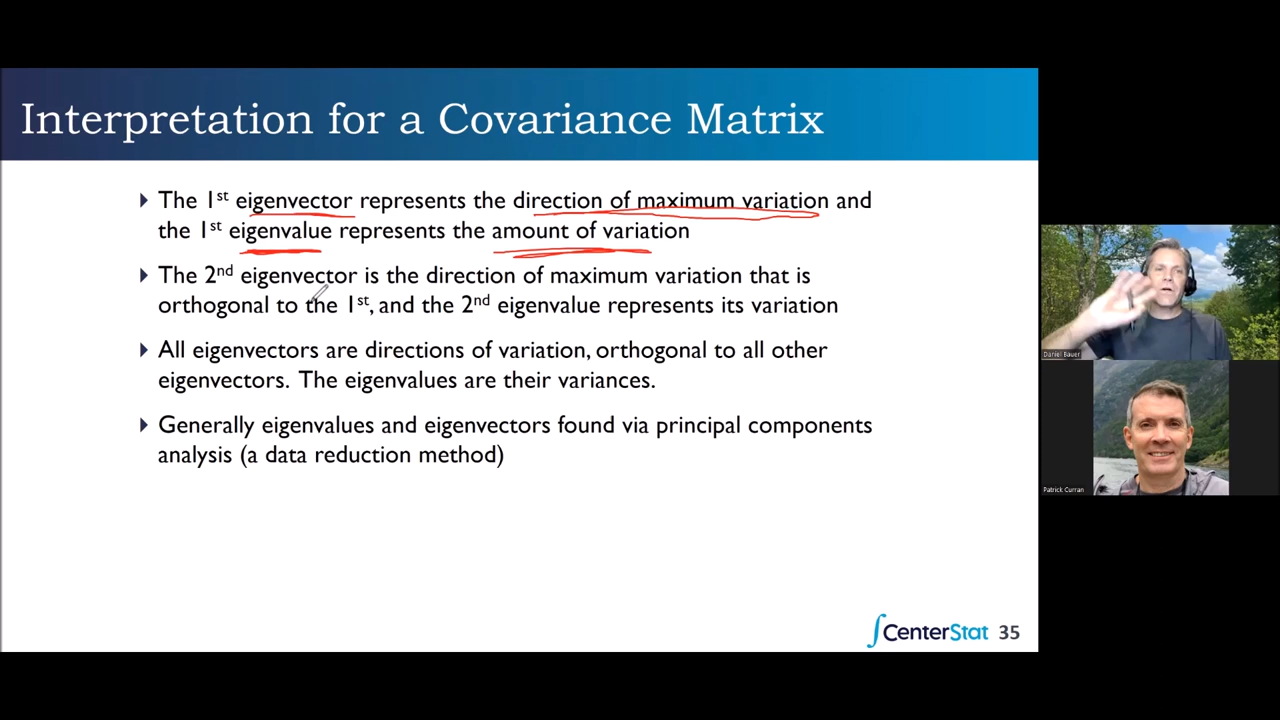 Interpretation for a Covariance Matrix
The 1st eigenvector represents the direction of maximum variation and
the 1st eigenvalue represents the amount of variation
The 2nd eigenvector is the direction of maximum variation that is
orthogonal to the 1st, and the 2nd eigenvalue represents its variation
All eigenvectors are directions of variation, orthogonal to all other
eigenvectors. The eigenvalues are their variances.
Generally eigenvalues and eigenvectors found via principal components
analysis (a data reduction method)
CenterStat 35
Daniel Bauer
Patrick Curran